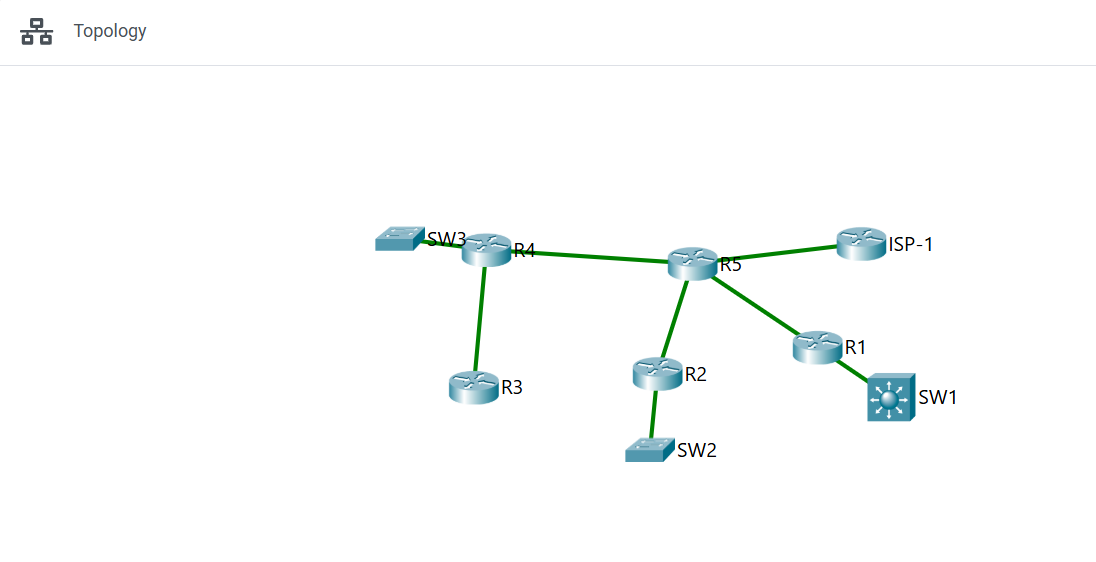 Topology
SW3
R4
R5
ISP-1
R1
R2
R3
SW1
SW2